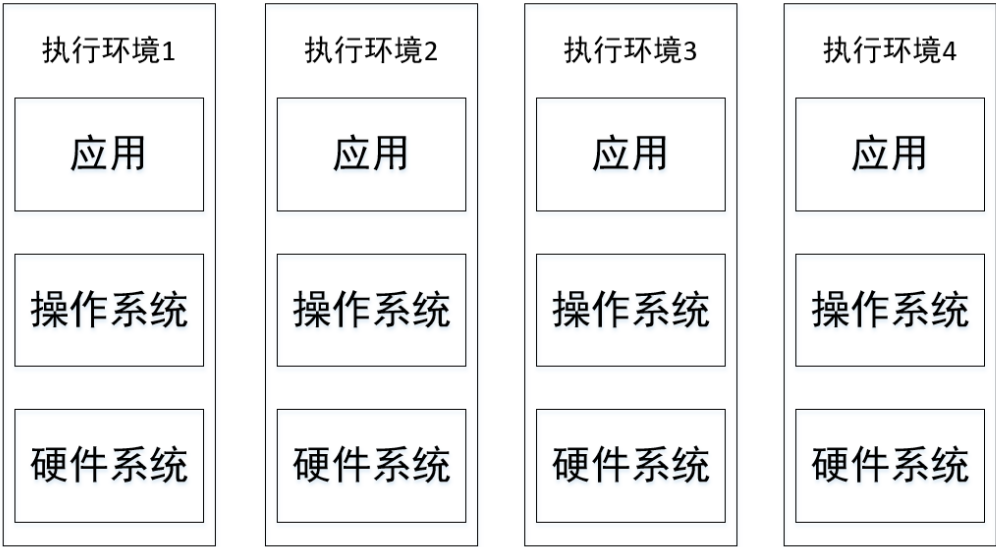 执行环境1
执行环境2
执行环境3
执行环境4
应用
应用
应用
应用
操作系统
操作系统
操作系统
操作系统
硬件系统
硬件系统
硬件系统
硬件系统